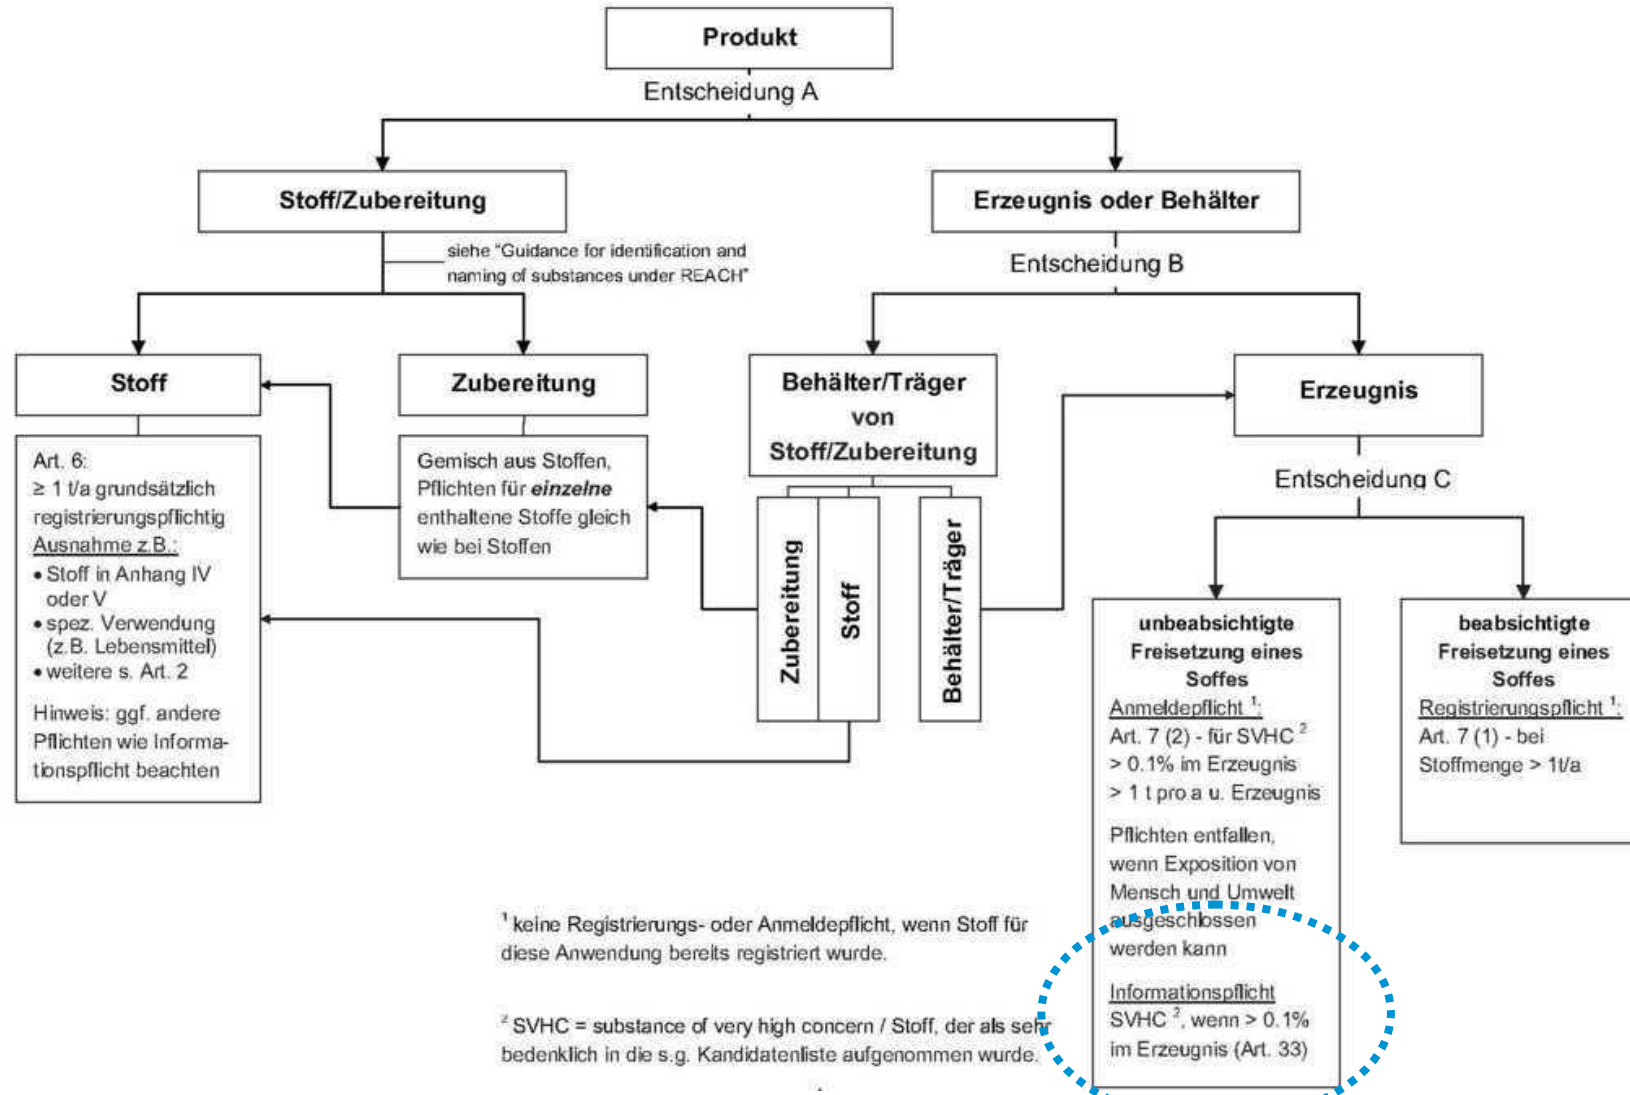 Produkt
Entscheidung A
Stoff/Zubereitung
Erzeugnis oder Behälter
siehe "Guidance for identification and
naming of substances under REACH"
Entscheidung B
Stoff
Zubereitung
Behälter/Träger
von
Stoff/Zubereitung
Erzeugnis
Art. 6:
≥ 1 t/a grundsätzlich
registrierungspflichtig
Ausnahme z.B.:
• Stoff in Anhang IV
oder V
• spez. Verwendung
(z.B. Lebensmittel)
• weitere s. Art. 2
Hinweis: ggf. andere
Pflichten wie Informa-
tionspflicht beachten
Gemisch aus Stoffen,
Pflichten für einzelne
enthaltene Stoffe gleich
wie bei Stoffen
Zubereitung
Stoff
Behälter/Träger
Entscheidung C
unbeabsichtigte
Freisetzung eines
Soffes
Anmeldepflicht ¹:
Art. 7 (2) - für SVHC ²
> 0.1% im Erzeugnis
> 1 t pro a u. Erzeugnis
Pflichten entfallen,
wenn Exposition von
Mensch und Umwelt
ausgeschlossen
werden kann
Informationspflicht
SVHC ², wenn > 0.1%
im Erzeugnis (Art. 33)
beabsichtigte
Freisetzung eines
Soffes
Registrierungspflicht ¹:
Art. 7 (1) - bei
Stoffmenge > 1t/a
¹ keine Registrierungs- oder Anmeldepflicht, wenn Stoff für
diese Anwendung bereits registriert wurde.
² SVHC = substance of very high concern / Stoff, der als sehr
bedenklich in die s.g. Kandidatenliste aufgenommen wurde.